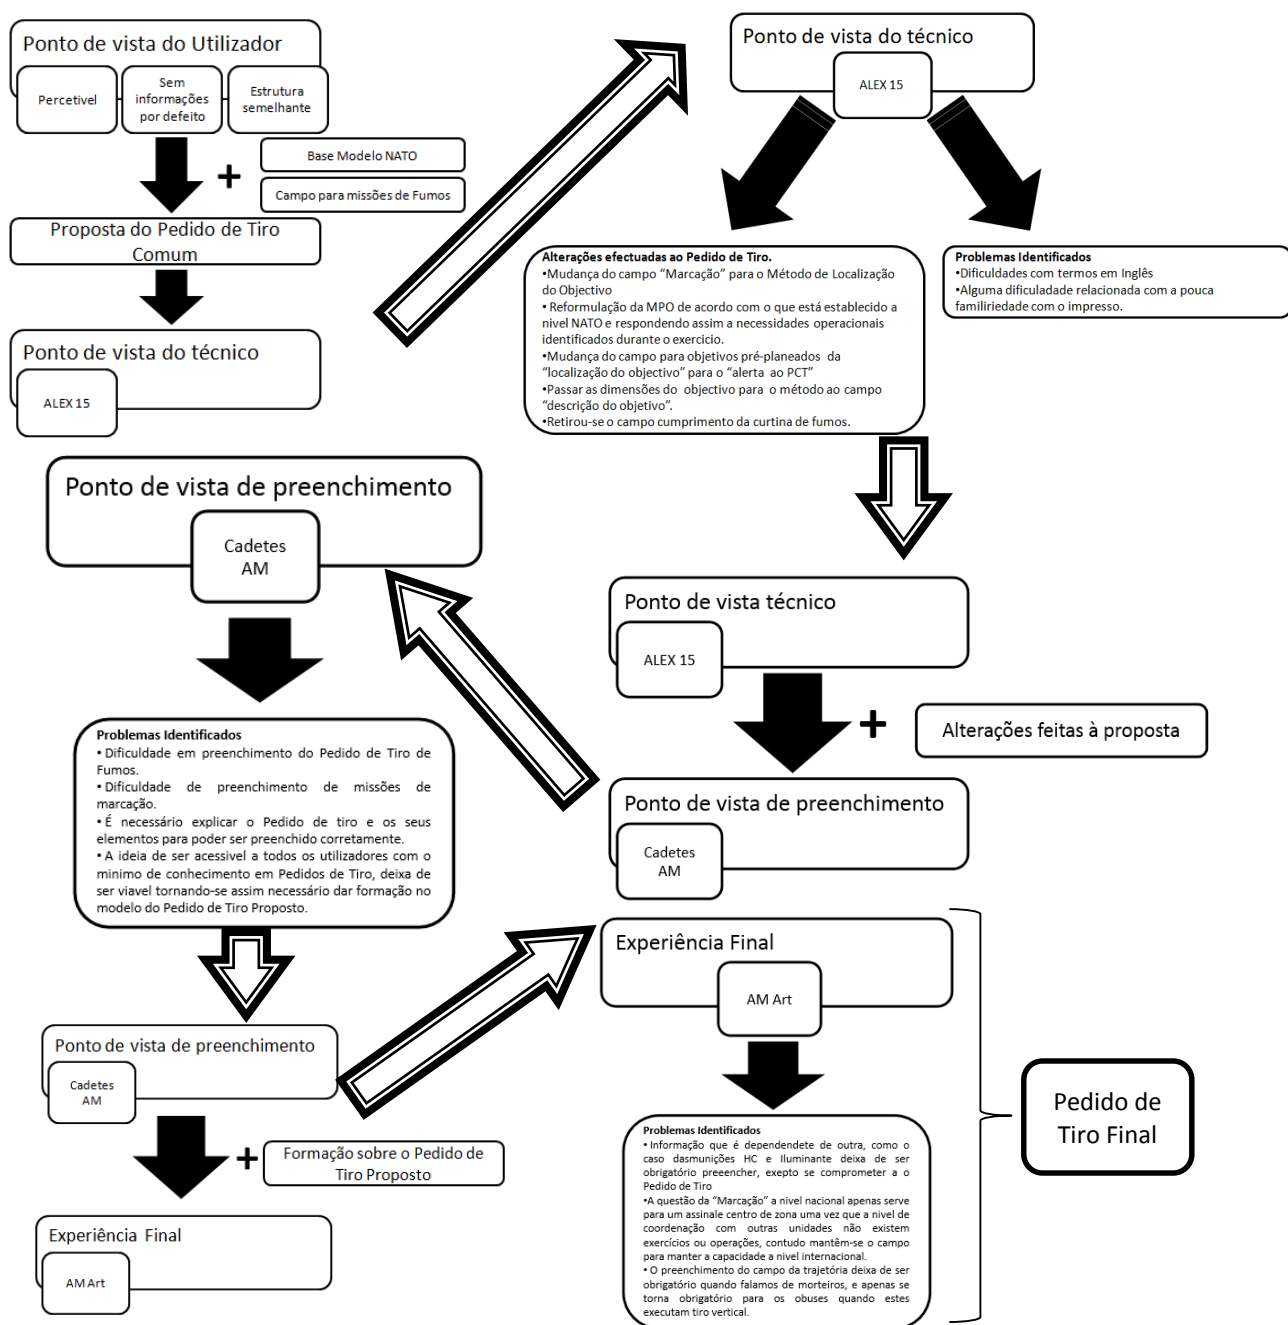 Ponto de vista do Utilizador
Percetivel
Sem
informações
por defeito
Estrutura
semelhante
+
Base Modelo NATO
Campo para missões de Fumos
Proposta do Pedido de Tiro
Comum
Ponto de vista do técnico
ALEX 15
Ponto de vista do técnico
ALEX 15
Alterações efectuadas ao Pedido de Tiro.
•Mudança do campo “Marcação” para o Método de Localização
do Objectivo
• Reformulação da MPO de acordo com o que está establecido a
nivel NATO e respondendo assim a necessidades operacionais
identificados durante o exercicio.
•Mudança do campo para objetivos pré-planeados da
“localização do objectivo” para o “alerta ao PCT”
•Passar as dimensões do objectivo para o método ao campo
“descrição do objetivo”.
•Retirou-se o campo cumprimento da curtina de fumos.
Problemas Identificados
•Dificuldades com termos em Inglês
•Alguma dificuladade relacionada com a pouca
familiriedade com o impresso.
Ponto de vista técnico
ALEX 15
+
Alterações feitas à proposta
Ponto de vista de preenchimento
Cadetes
AM
Ponto de vista de preenchimento
Cadetes
AM
Problemas Identificados
• Dificuldade em preenchimento do Pedido de Tiro de
Fumos.
• Dificuldade de preenchimento de missões de
marcação.
• É necessário explicar o Pedido de tiro e os seus
elementos para poder ser preenchido corretamente.
• A ideia de ser acessivel a todos os utilizadores com o
minimo de conhecimento em Pedidos de Tiro, deixa de
ser viavel tornando-se assim necessário dar formação no
modelo do Pedido de Tiro Proposto.
Ponto de vista de preenchimento
Cadetes
AM
+
Formação sobre o Pedido de
Tiro Proposto
Experiência Final
AM Art
Experiência Final
AM Art
Problemas Identificados
• Informação que é dependendete de outra, como o
caso dasmunições HC e Iluminante deixa de ser
obrigatório preeencher, exepto se comprometer a o
Pedido de Tiro
•A questão da “Marcação” a nivel nacional apenas serve
para um assinale centro de zona uma vez que a nivel de
coordenação com outras unidades não existem
exercícios ou operações, contudo mantêm-se o campo
para manter a capacidade a nivel internacional.
• O preenchimento do campo da trajetória deixa de ser
obrigatório quando falamos de morteiros, e apenas se
torna obrigatório para os obuses quando estes
executam tiro vertical.
Pedido de
Tiro Final